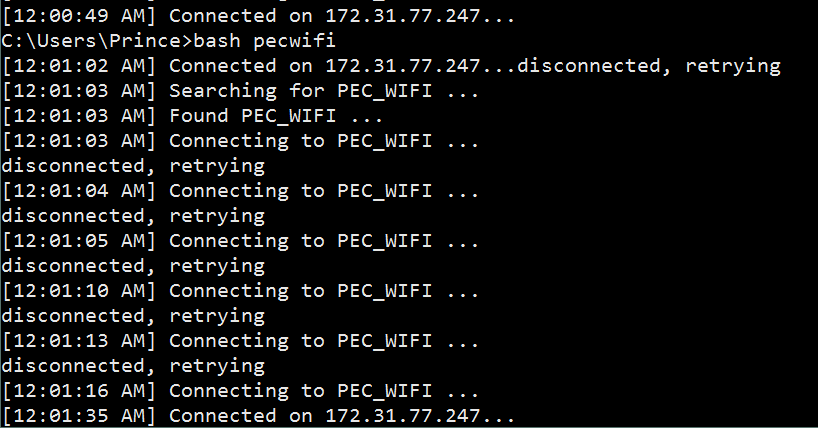 [12:00:49 AM] Connected on 172.31.77.247...
C:\Users\Prince>bash pecwifi
[12:01:02 AM] Connected on 172.31.77.247...disconnected, retrying
[12:01:03 AM] Searching for PEC_WIFI ...
[12:01:03 AM] Found PEC_WIFI ...
[12:01:03 AM] Connecting to PEC_WIFI ...
disconnected, retrying
[12:01:04 AM] Connecting to PEC_WIFI ...
disconnected, retrying
[12:01:05 AM] Connecting to PEC_WIFI ...
disconnected, retrying
[12:01:10 AM] Connecting to PEC_WIFI ...
disconnected, retrying
[12:01:13 AM] Connecting to PEC_WIFI ...
disconnected, retrying
[12:01:16 AM] Connecting to PEC_WIFI ...
[12:01:35 AM] Connected on 172.31.77.247...